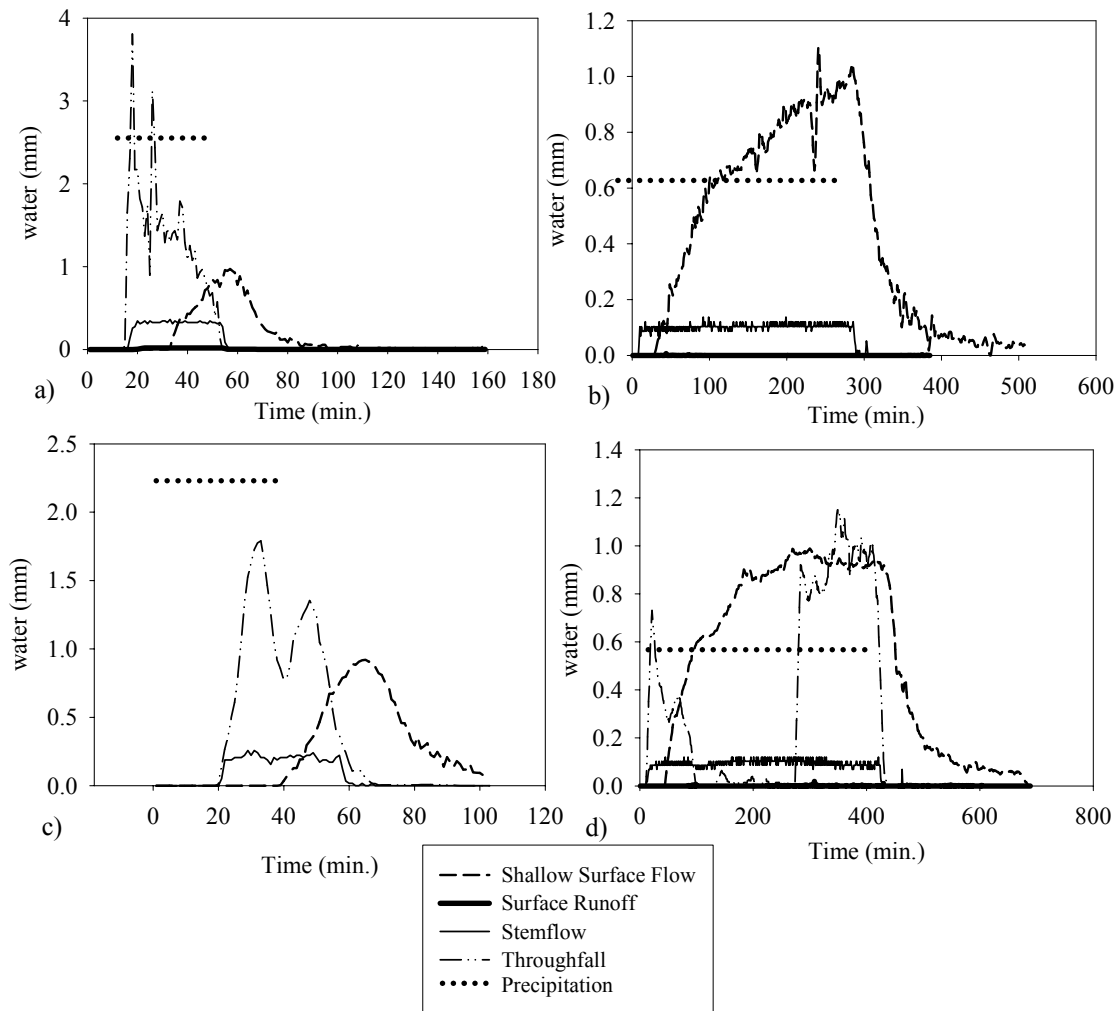 4
3
2
1
0
water (mm)
0 20 40 60 80 100 120 140 160 180
a)
Time (min.)
1.2
1.0
0.8
0.6
0.4
0.2
0.0
water (mm)
0 100 200 300 400 500 600
b)
Time (min.)
2.5
2.0
1.5
1.0
0.5
0.0
water (mm)
0 20 40 60 80 100 120
c)
Time (min.)
1.4
1.2
1.0
0.8
0.6
0.4
0.2
0.0
water (mm)
0 200 400 600 800
d)
Time (min.)
Shallow Surface Flow
Surface Runoff
Stemflow
Throughfall
Precipitation